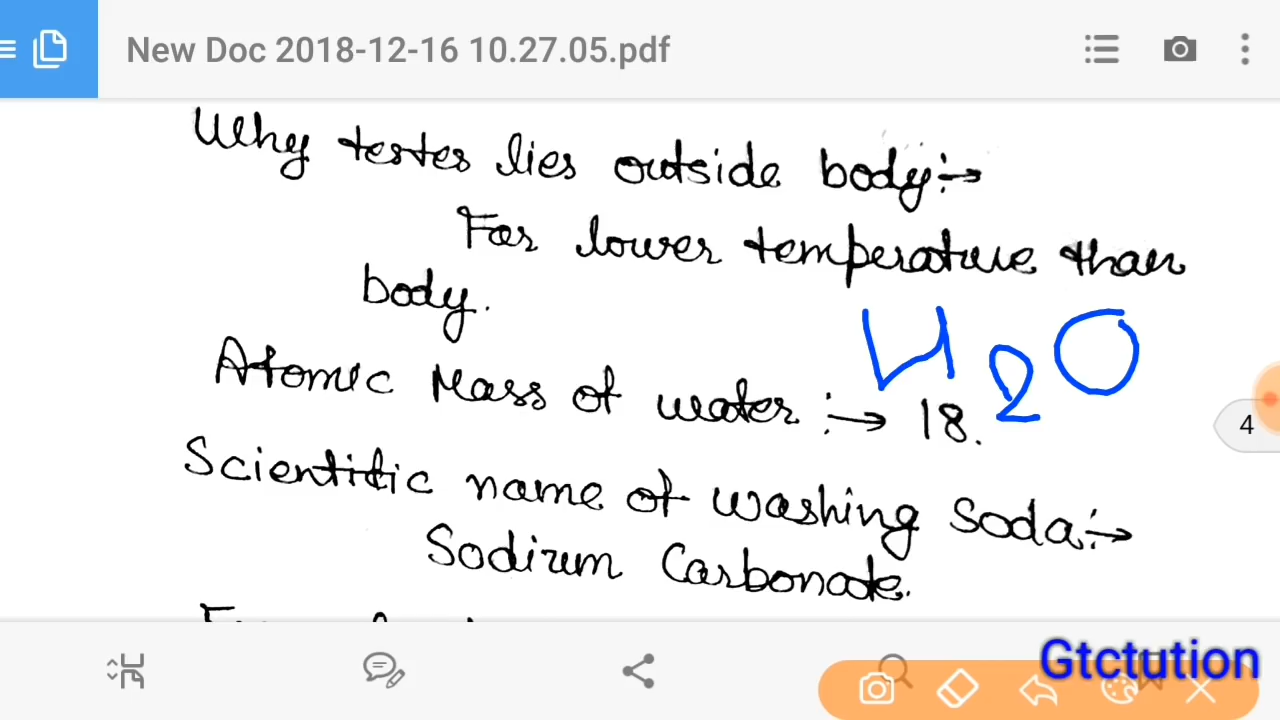 New Doc 2018-12-16 10.27.05.pdf
Why testes lies outside body:→
For lower temperature than
body.
H2O
Atomic Mass of water :→ 18.
4
Scientific name of washing soda:→
Sodium Carbonate.
Gtctution